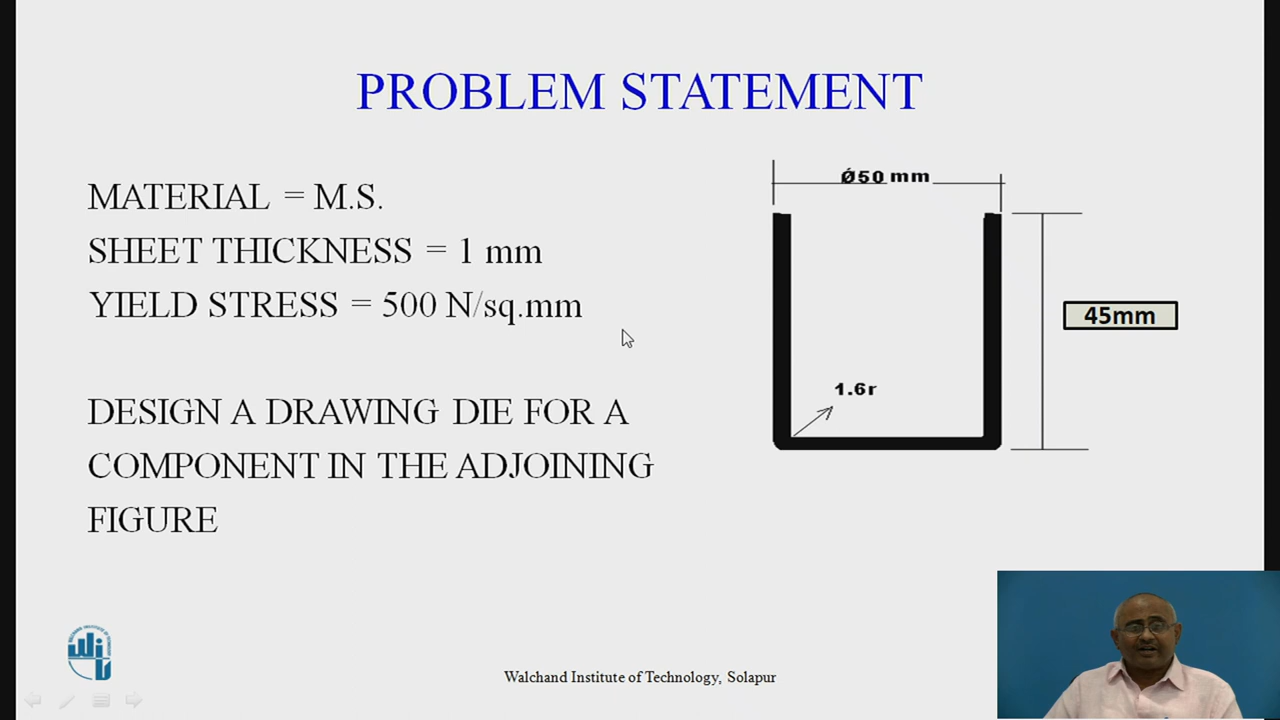 PROBLEM STATEMENT
MATERIAL = M.S.
SHEET THICKNESS = 1 mm
YIELD STRESS = 500 N/sq.mm
DESIGN A DRAWING DIE FOR A
COMPONENT IN THE ADJOINING
FIGURE
Ǿ50 mm
45mm
1.6r
Walchand Institute of Technology, Solapur